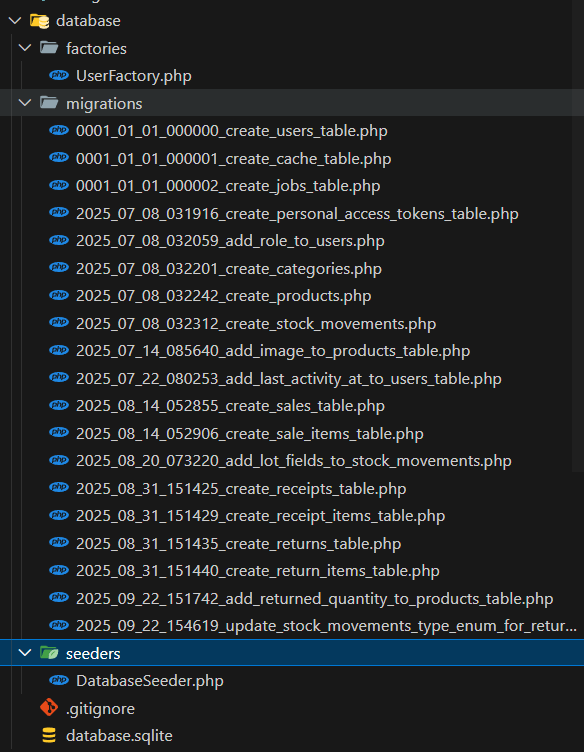 database
factories
UserFactory.php
migrations
0001_01_01_000000_create_users_table.php
0001_01_01_000001_create_cache_table.php
0001_01_01_000002_create_jobs_table.php
2025_07_08_031916_create_personal_access_tokens_table.php
2025_07_08_032059_add_role_to_users.php
2025_07_08_032201_create_categories.php
2025_07_08_032242_create_products.php
2025_07_08_032312_create_stock_movements.php
2025_07_14_085640_add_image_to_products_table.php
2025_07_22_080253_add_last_activity_at_to_users_table.php
2025_08_14_052855_create_sales_table.php
2025_08_14_052906_create_sale_items_table.php
2025_08_20_073220_add_lot_fields_to_stock_movements.php
2025_08_31_151425_create_receipts_table.php
2025_08_31_151429_create_receipt_items_table.php
2025_08_31_151435_create_returns_table.php
2025_08_31_151440_create_return_items_table.php
2025_09_22_151742_add_returned_quantity_to_products_table.php
2025_09_22_154619_update_stock_movements_type_enum_for_retur...
seeders
DatabaseSeeder.php
.gitignore
database.sqlite